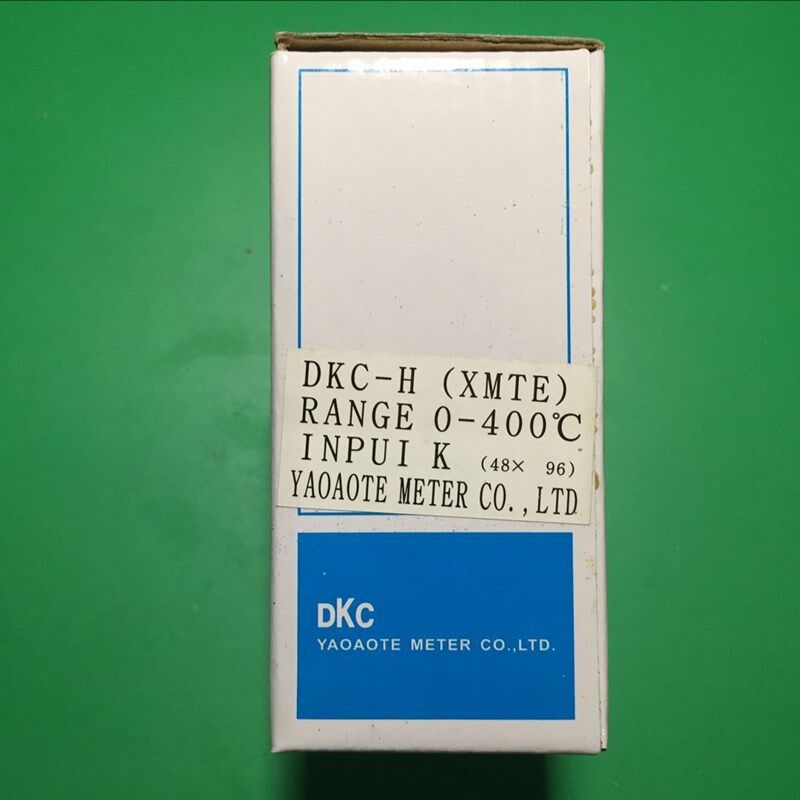 DKC-H (XMTE)
RANGE 0-400℃
INPUI K (48× 96)
YAOAOTE METER CO.,LTD
DKC
YAOAOTE METER CO.,LTD.